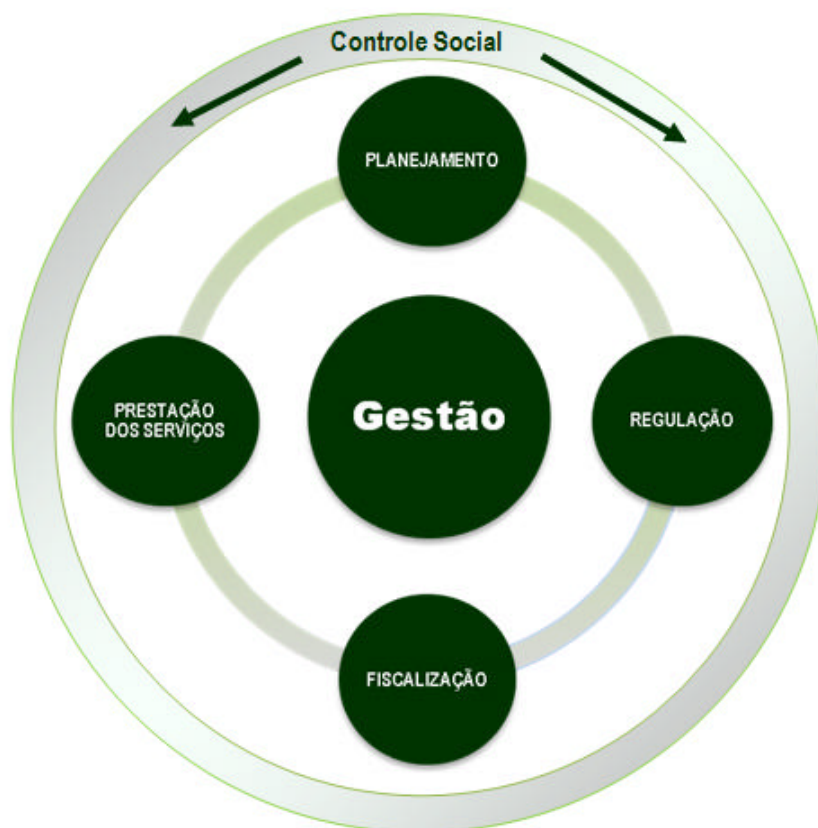 Controle Social
PLANEJAMENTO
PRESTAÇÃO
DOS SERVIÇOS
Gestão
REGULAÇÃO
FISCALIZAÇÃO